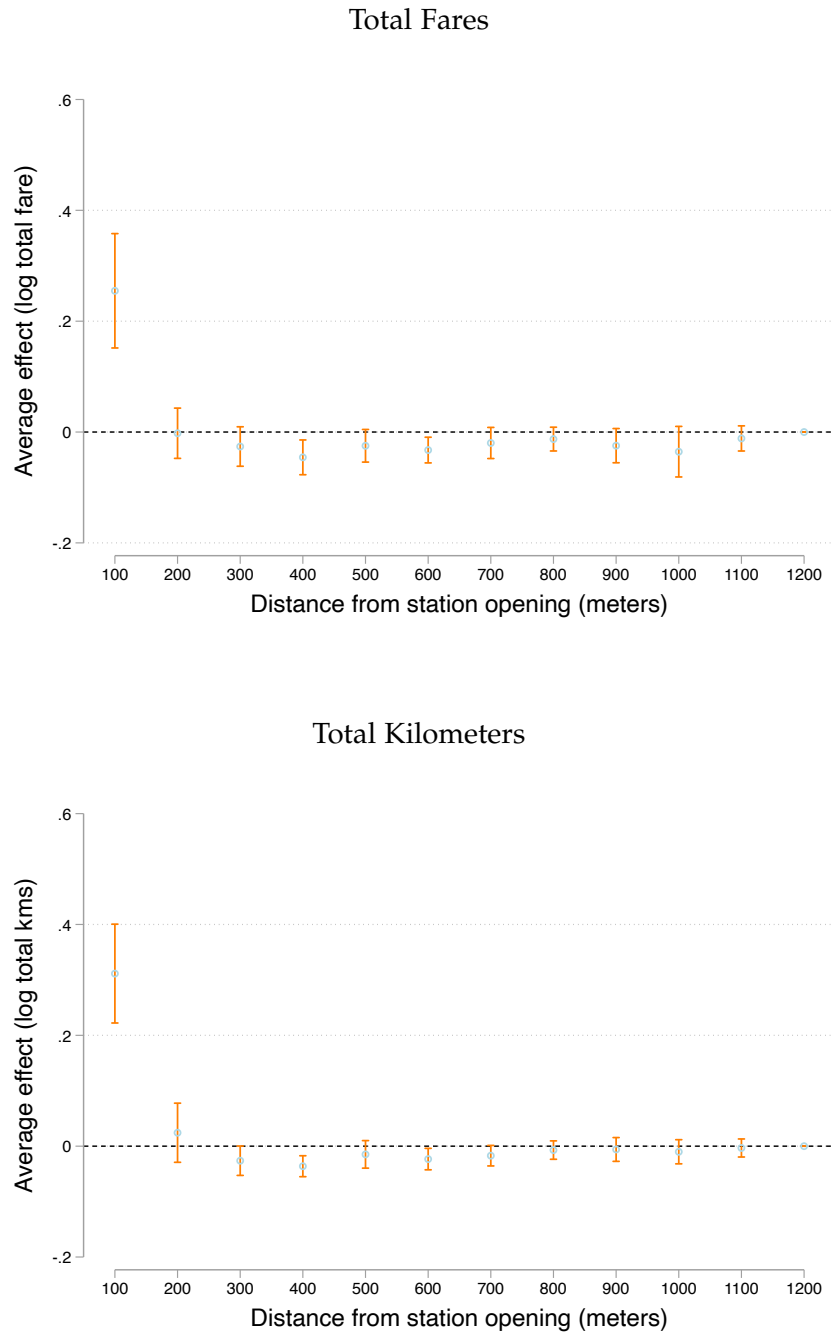 Total Fares
.6
.4
.2
0
-.2
Average effect (log total fare)
100 200 300 400 500 600 700 800 900 1000 1100 1200
Distance from station opening (meters)
Total Kilometers
.6
.4
.2
0
-.2
Average effect (log total kms)
100 200 300 400 500 600 700 800 900 1000 1100 1200
Distance from station opening (meters)